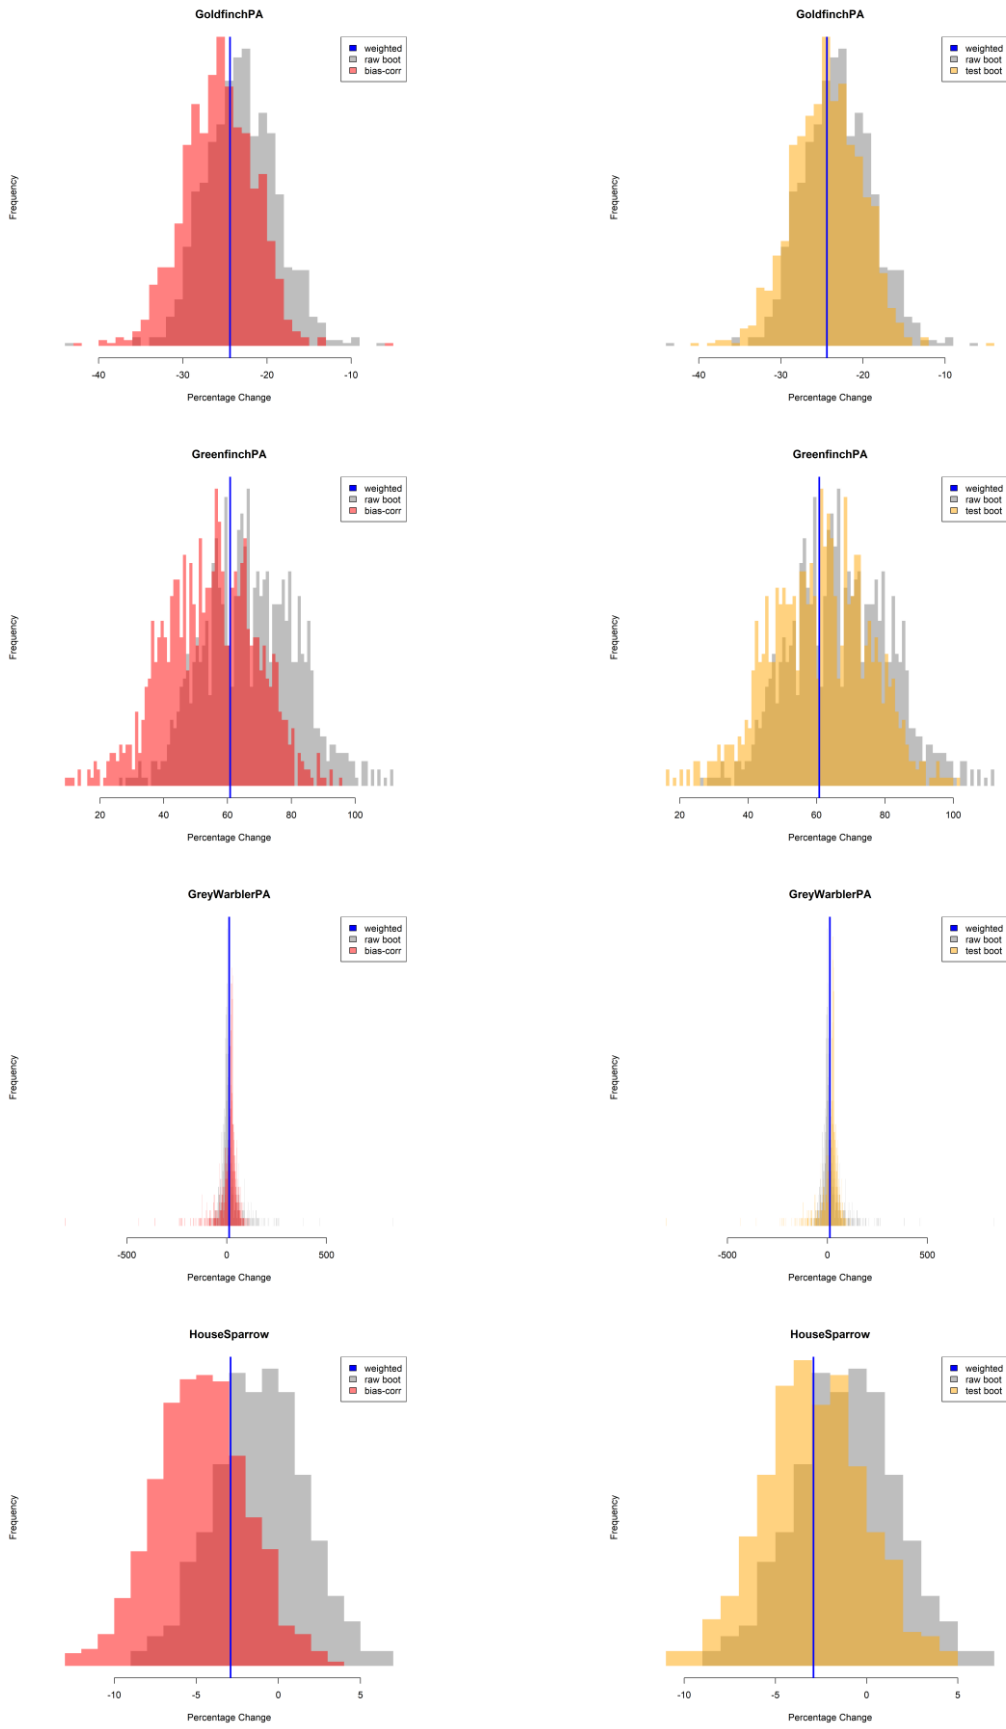 GoldfinchPA
weighted
raw boot
bias-corr
Frequency
-40 -30 -20 -10
Percentage Change
GoldfinchPA
weighted
raw boot
test boot
Frequency
-40 -30 -20 -10
Percentage Change
GreenfinchPA
weighted
raw boot
bias-corr
Frequency
20 40 60 80 100
Percentage Change
GreenfinchPA
weighted
raw boot
test boot
Frequency
20 40 60 80 100
Percentage Change
GreyWarblerPA
weighted
raw boot
bias-corr
Frequency
-500 0 500
Percentage Change
GreyWarblerPA
weighted
raw boot
test boot
Frequency
-500 0 500
Percentage Change
HouseSparrow
weighted
raw boot
bias-corr
Frequency
-10 -5 0 5
Percentage Change
HouseSparrow
weighted
raw boot
test boot
Frequency
-10 -5 0 5
Percentage Change